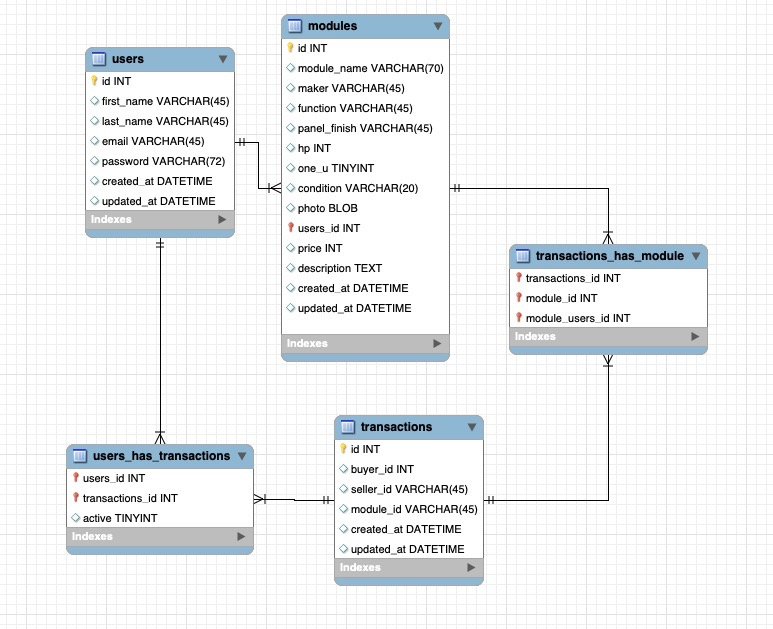 users
id INT
first_name VARCHAR(45)
last_name VARCHAR(45)
email VARCHAR(45)
password VARCHAR(72)
created_at DATETIME
updated_at DATETIME
Indexes
modules
id INT
module_name VARCHAR(70)
maker VARCHAR(45)
function VARCHAR(45)
panel_finish VARCHAR(45)
hp INT
one_u TINYINT
condition VARCHAR(20)
photo BLOB
users_id INT
price INT
description TEXT
created_at DATETIME
updated_at DATETIME
Indexes
transactions_has_module
transactions_id INT
module_id INT
module_users_id INT
Indexes
users_has_transactions
users_id INT
transactions_id INT
active TINYINT
Indexes
transactions
id INT
buyer_id INT
seller_id VARCHAR(45)
module_id VARCHAR(45)
created_at DATETIME
updated_at DATETIME
Indexes